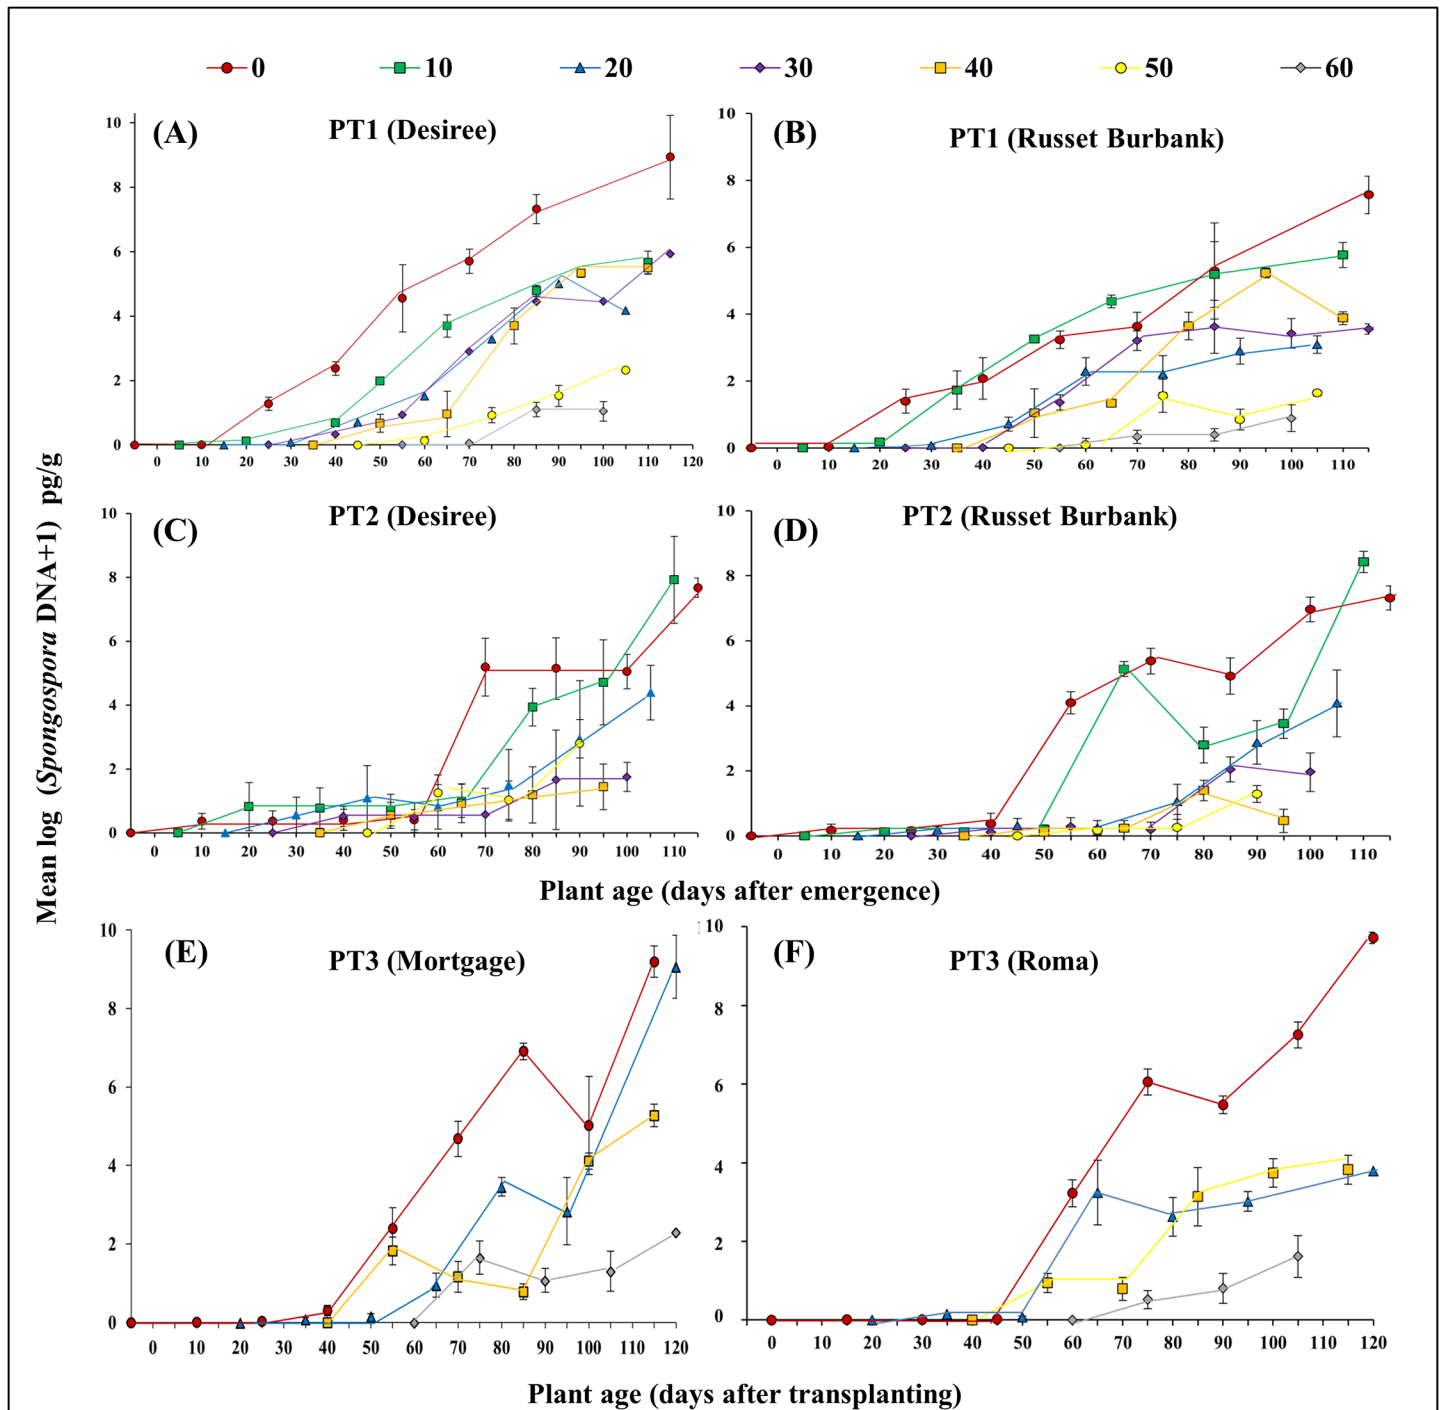 0 10 20 30 40 50 60
(A) PT1 (Desiree)
10
8
6
4
2
0
0 10 20 30 40 50 60 70 80 90 100 110 120
(B) PT1 (Russet Burbank)
10
8
6
4
2
0
0 10 20 30 40 50 60 70 80 90 100 110
Mean log (Spongospora DNA+1) pg/g
(C) PT2 (Desiree)
10
8
6
4
2
0
0 10 20 30 40 50 60 70 80 90 100 110
(D) PT2 (Russet Burbank)
10
8
6
4
2
0
0 10 20 30 40 50 60 70 80 90 100 110
Plant age (days after emergence)
(E) PT3 (Mortgage)
10
8
6
4
2
0
0 10 20 30 40 50 60 70 80 90 100 110 120
(F) PT3 (Roma)
10
8
6
4
2
0
0 10 20 30 40 50 60 70 80 90 100 110 120
Plant age (days after transplanting)